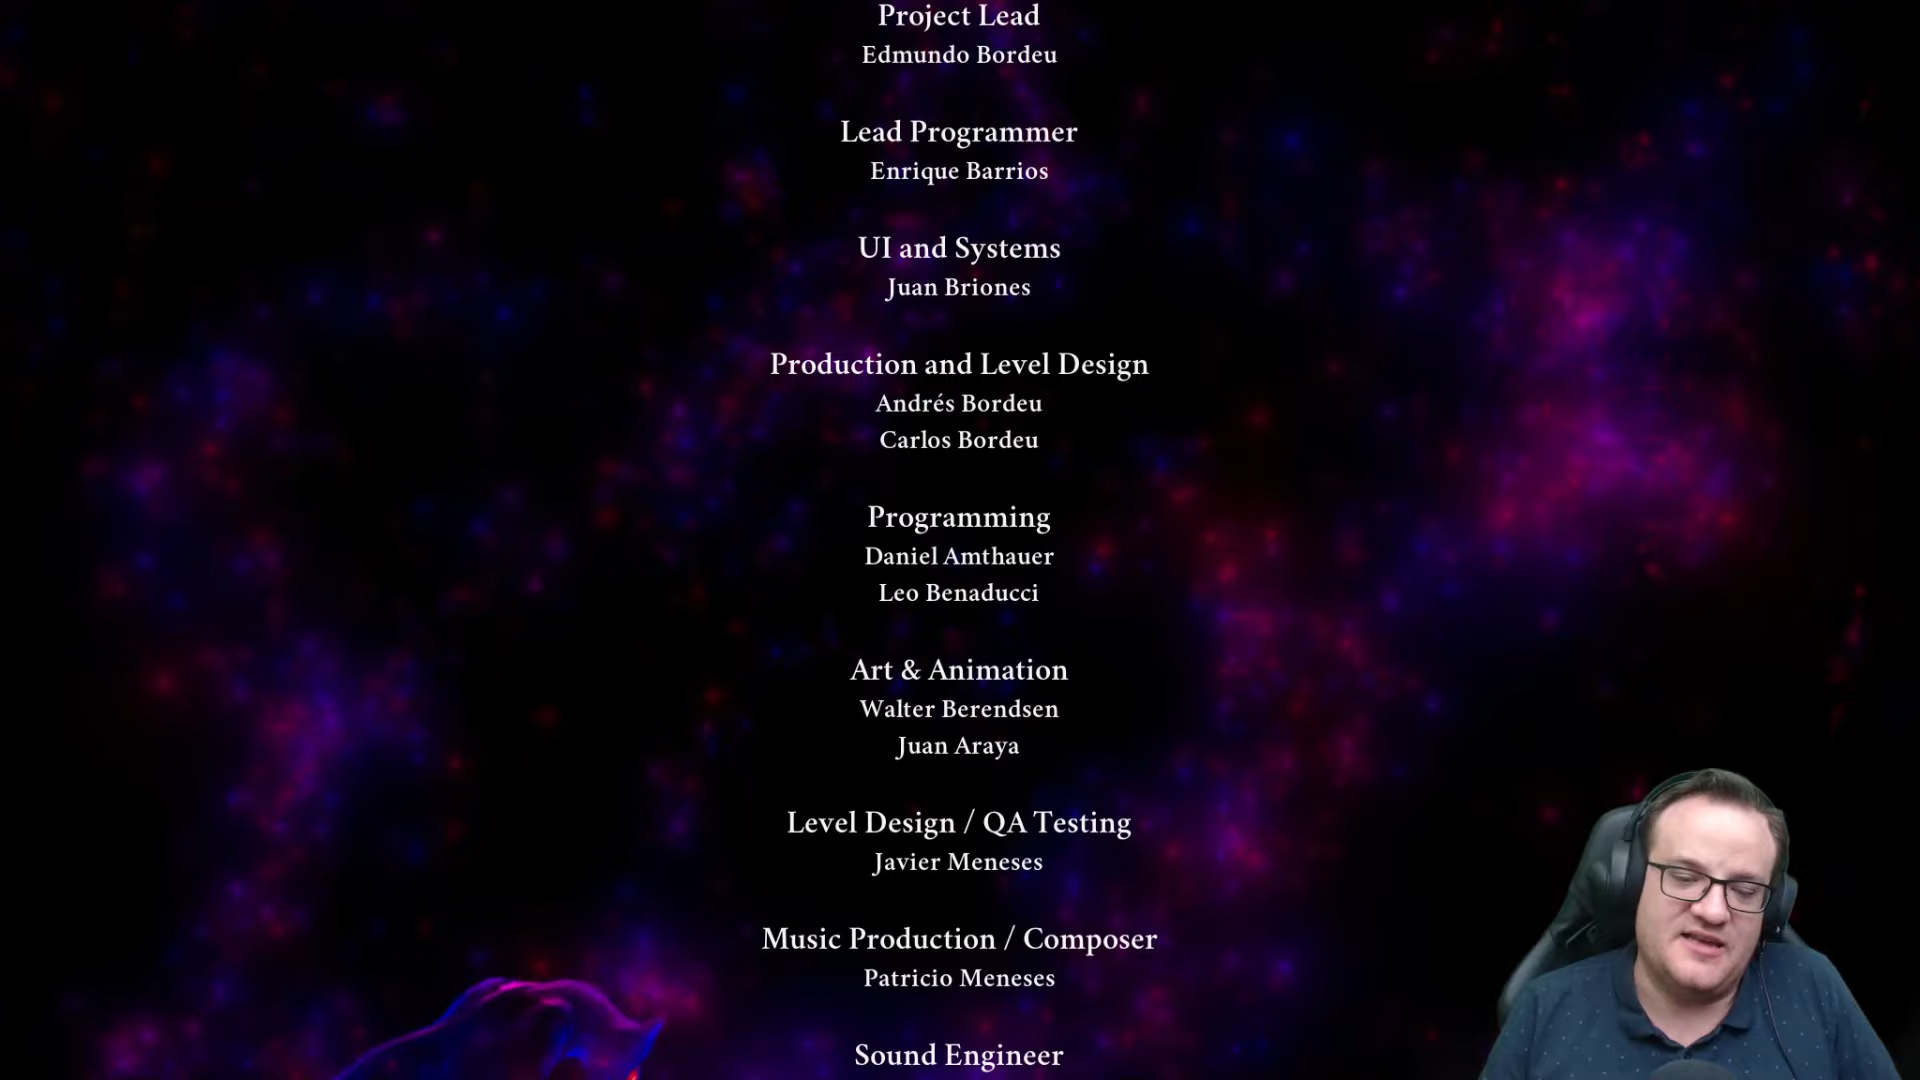 Project Lead
Edmundo Bordeu
Lead Programmer
Enrique Barrios
UI and Systems
Juan Briones
Production and Level Design
Andrés Bordeu
Carlos Bordeu
Programming
Daniel Amthauer
Leo Benaducci
Art & Animation
Walter Berendsen
Juan Araya
Level Design / QA Testing
Javier Meneses
Music Production / Composer
Patricio Meneses
Sound Engineer